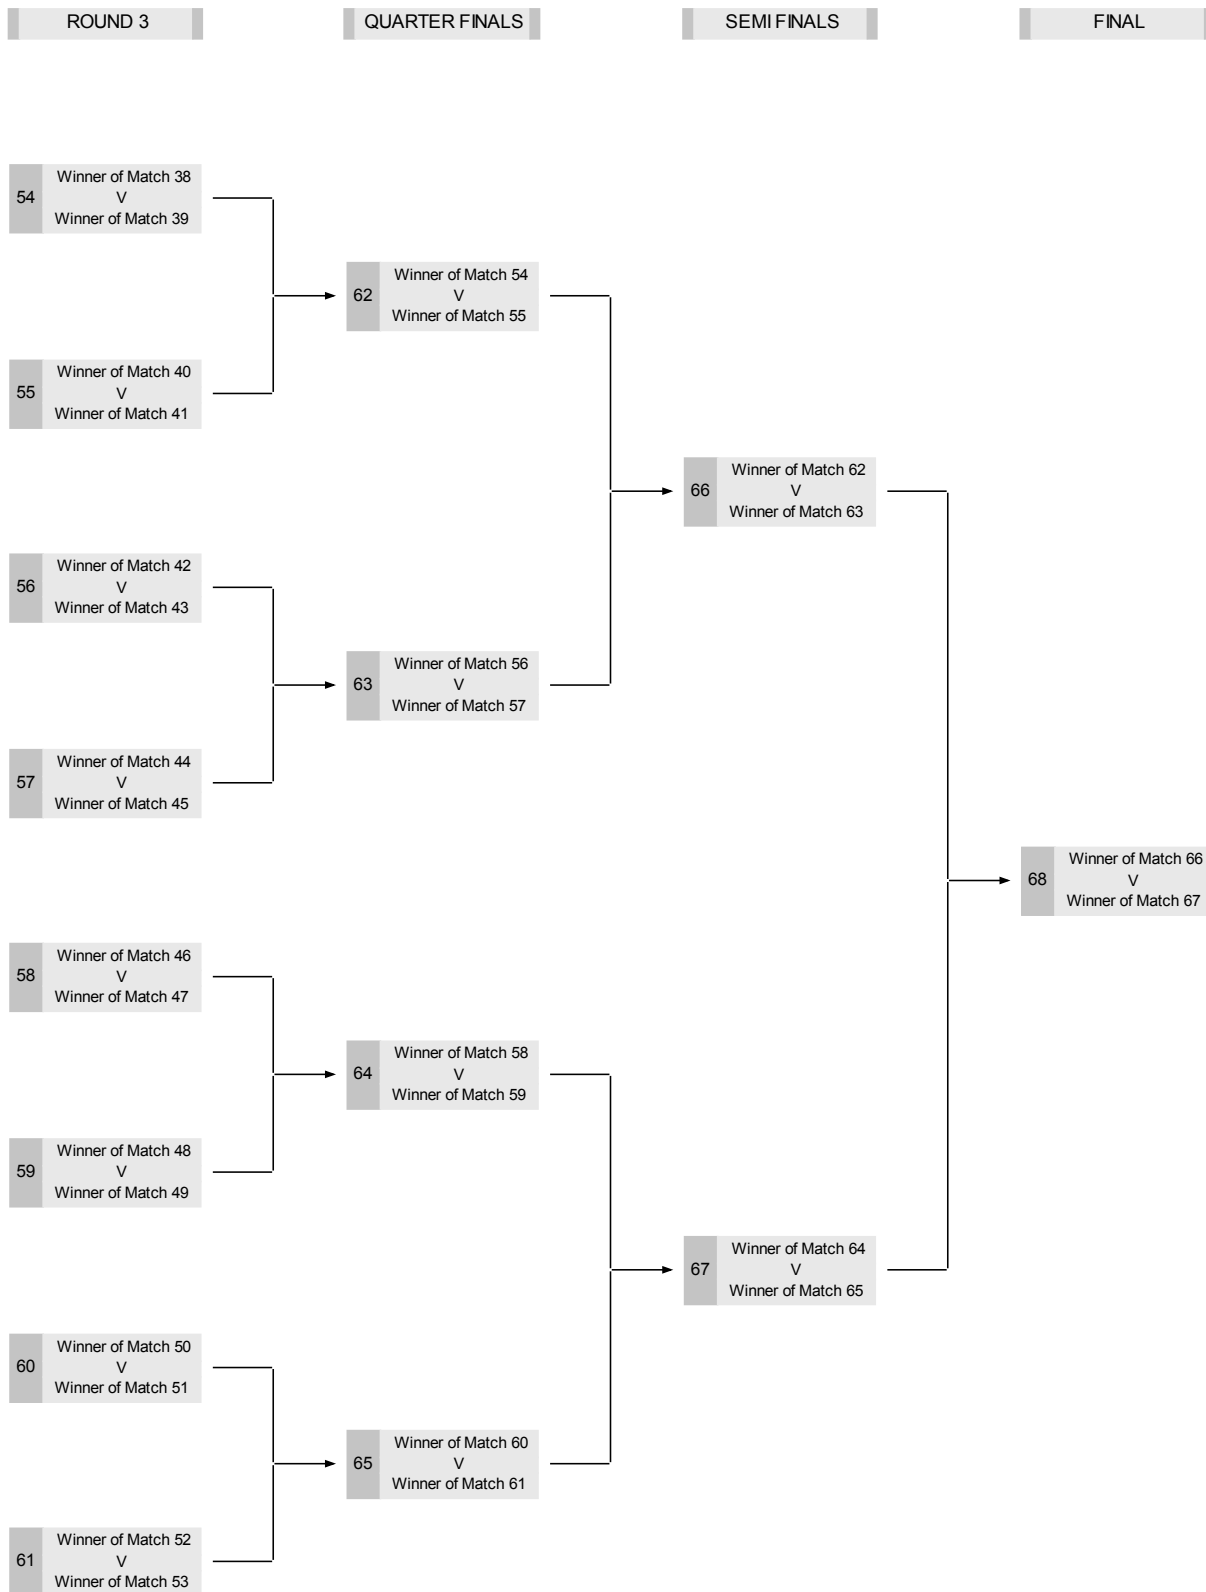 ROUND 3
QUARTER FINALS
SEMI FINALS
FINAL
54
Winner of Match 38
V
Winner of Match 39
55
Winner of Match 40
V
Winner of Match 41
56
Winner of Match 42
V
Winner of Match 43
57
Winner of Match 44
V
Winner of Match 45
58
Winner of Match 46
V
Winner of Match 47
59
Winner of Match 48
V
Winner of Match 49
60
Winner of Match 50
V
Winner of Match 51
61
Winner of Match 52
V
Winner of Match 53
62
Winner of Match 54
V
Winner of Match 55
63
Winner of Match 56
V
Winner of Match 57
64
Winner of Match 58
V
Winner of Match 59
65
Winner of Match 60
V
Winner of Match 61
66
Winner of Match 62
V
Winner of Match 63
67
Winner of Match 64
V
Winner of Match 65
68
Winner of Match 66
V
Winner of Match 67